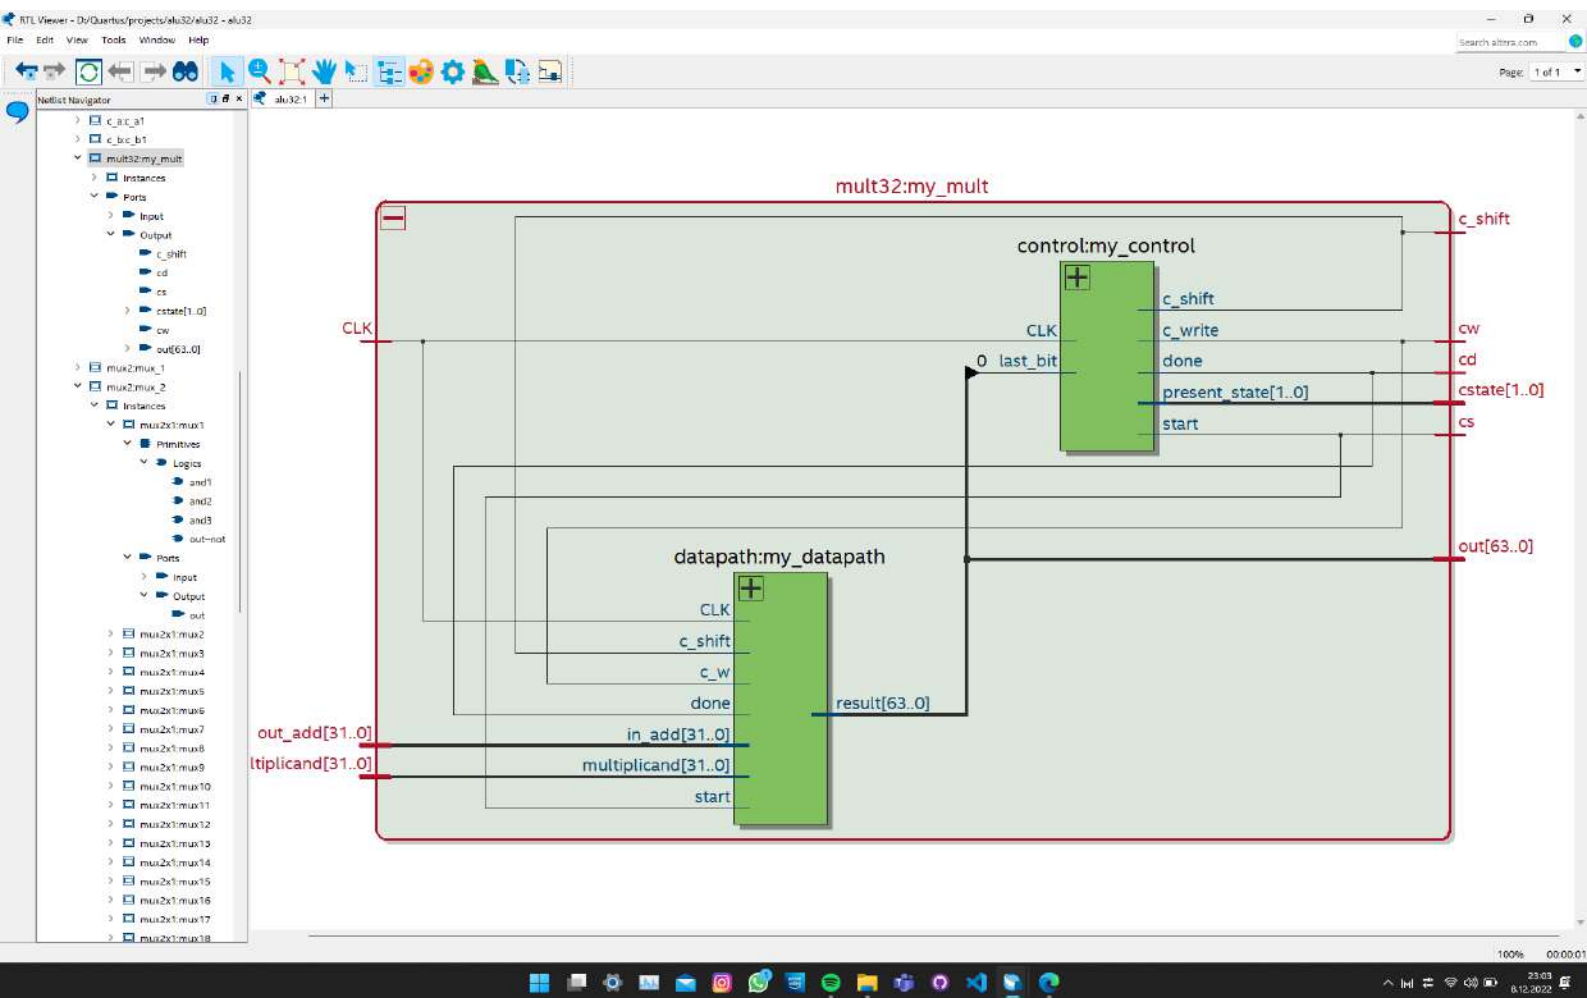 RTL Viewer - D:/Quartus/projects/alu32/alu32 - alu32
File Edit View Tools Window Help
Search altera.com
Page: 1 of 1
Netlist Navigator
alu32:1
c_a:c_a1
c_b:c_b1
mult32:my_mult
Instances
Ports
Input
Output
c_shift
cd
cs
cstate[1..0]
cw
out[63..0]
mux2:mux_1
mux2:mux_2
Instances
mux2x1:mux1
Primitives
Logics
and1
and2
and3
out~not
Ports
Input
Output
out
mux2x1:mux2
mux2x1:mux3
mux2x1:mux4
mux2x1:mux5
mux2x1:mux6
mux2x1:mux7
mux2x1:mux8
mux2x1:mux9
mux2x1:mux10
mux2x1:mux11
mux2x1:mux12
mux2x1:mux13
mux2x1:mux14
mux2x1:mux15
mux2x1:mux16
mux2x1:mux17
mux2x1:mux18
mult32:my_mult
c_shift
control:my_control
c_shift
CLK
CLK
c_write
cw
0
last_bit
done
cd
present_state[1..0]
cstate[1..0]
start
cs
out[63..0]
datapath:my_datapath
CLK
c_shift
c_w
done
result[63..0]
out_add[31..0]
in_add[31..0]
ltiplicand[31..0]
multiplicand[31..0]
start
100% 00:00:01
23:03
8.12.2022